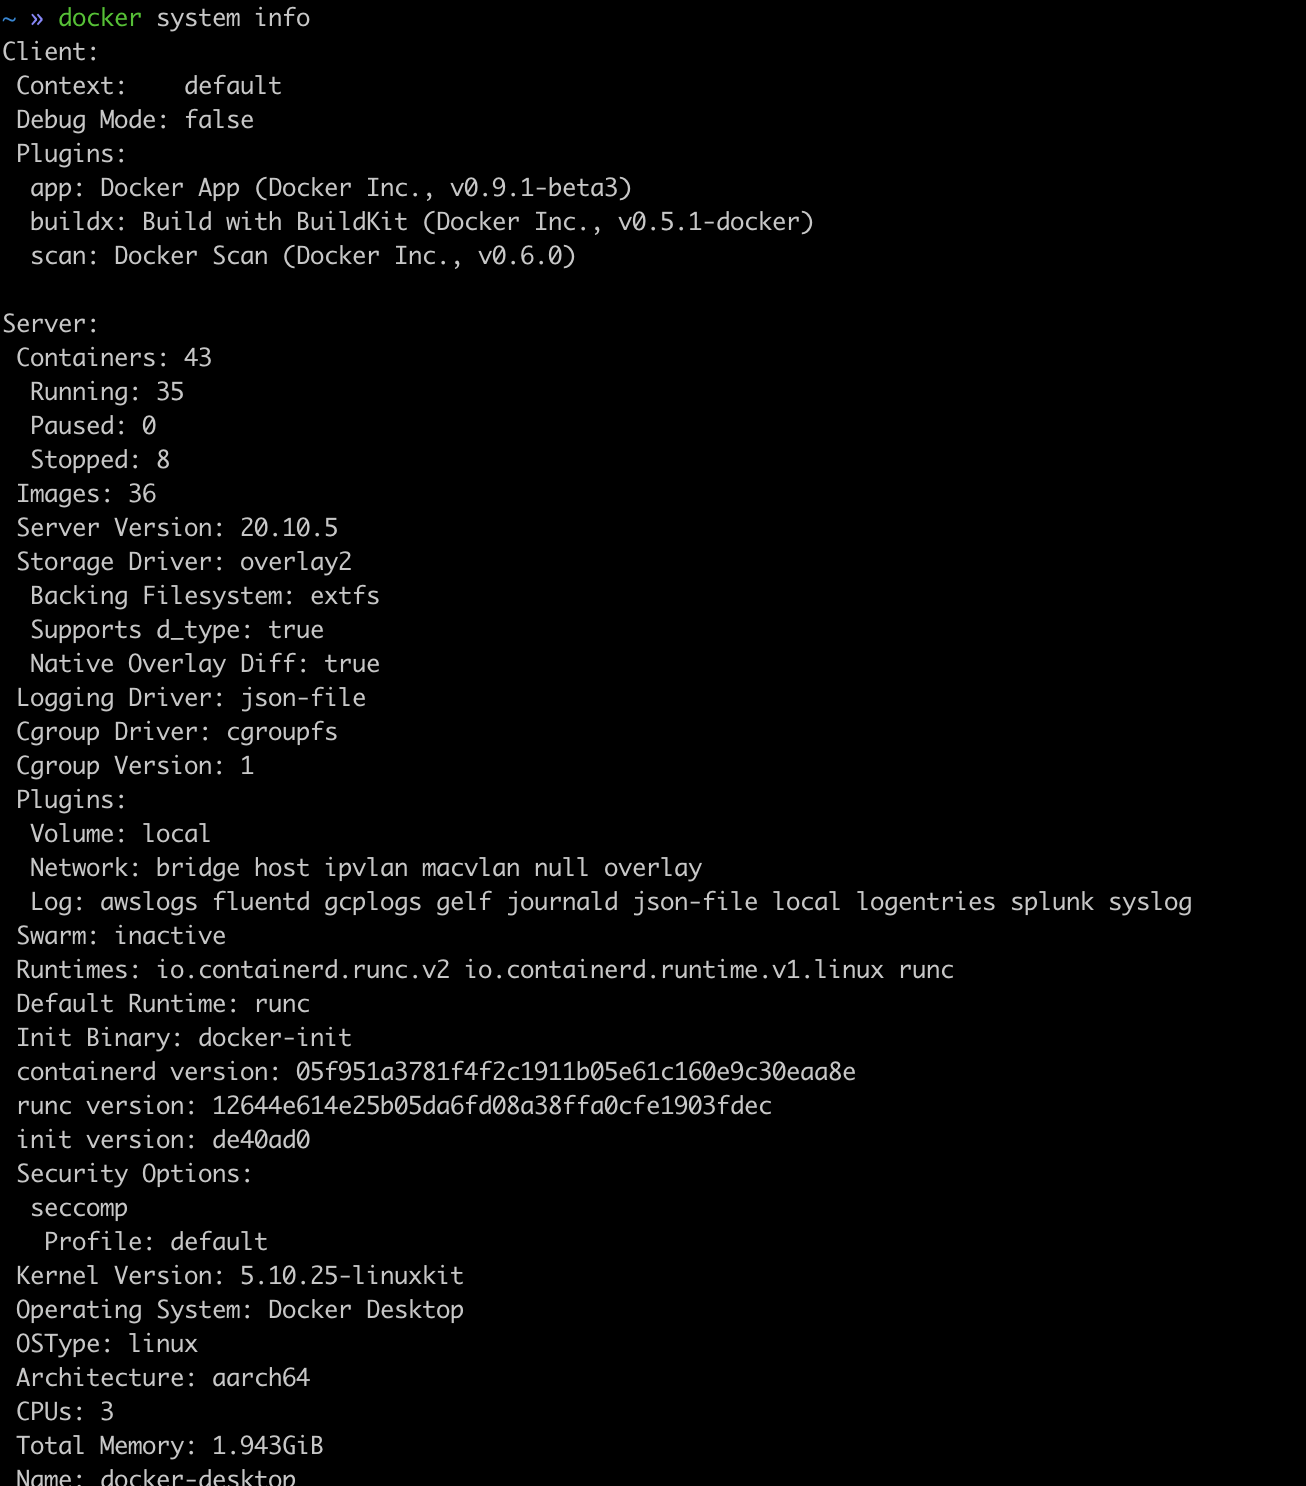 ~ » docker system info
Client:
 Context:    default
 Debug Mode: false
 Plugins:
  app: Docker App (Docker Inc., v0.9.1-beta3)
  buildx: Build with BuildKit (Docker Inc., v0.5.1-docker)
  scan: Docker Scan (Docker Inc., v0.6.0)

Server:
 Containers: 43
  Running: 35
  Paused: 0
  Stopped: 8
 Images: 36
 Server Version: 20.10.5
 Storage Driver: overlay2
  Backing Filesystem: extfs
  Supports d_type: true
  Native Overlay Diff: true
 Logging Driver: json-file
 Cgroup Driver: cgroupfs
 Cgroup Version: 1
 Plugins:
  Volume: local
  Network: bridge host ipvlan macvlan null overlay
  Log: awslogs fluentd gcplogs gelf journald json-file local logentries splunk syslog
 Swarm: inactive
 Runtimes: io.containerd.runc.v2 io.containerd.runtime.v1.linux runc
 Default Runtime: runc
 Init Binary: docker-init
 containerd version: 05f951a3781f4f2c1911b05e61c160e9c30eaa8e
 runc version: 12644e614e25b05da6fd08a38ffa0cfe1903fdec
 init version: de40ad0
 Security Options:
  seccomp
   Profile: default
 Kernel Version: 5.10.25-linuxkit
 Operating System: Docker Desktop
 OSType: linux
 Architecture: aarch64
 CPUs: 3
 Total Memory: 1.943GiB
 Name: docker-desktop